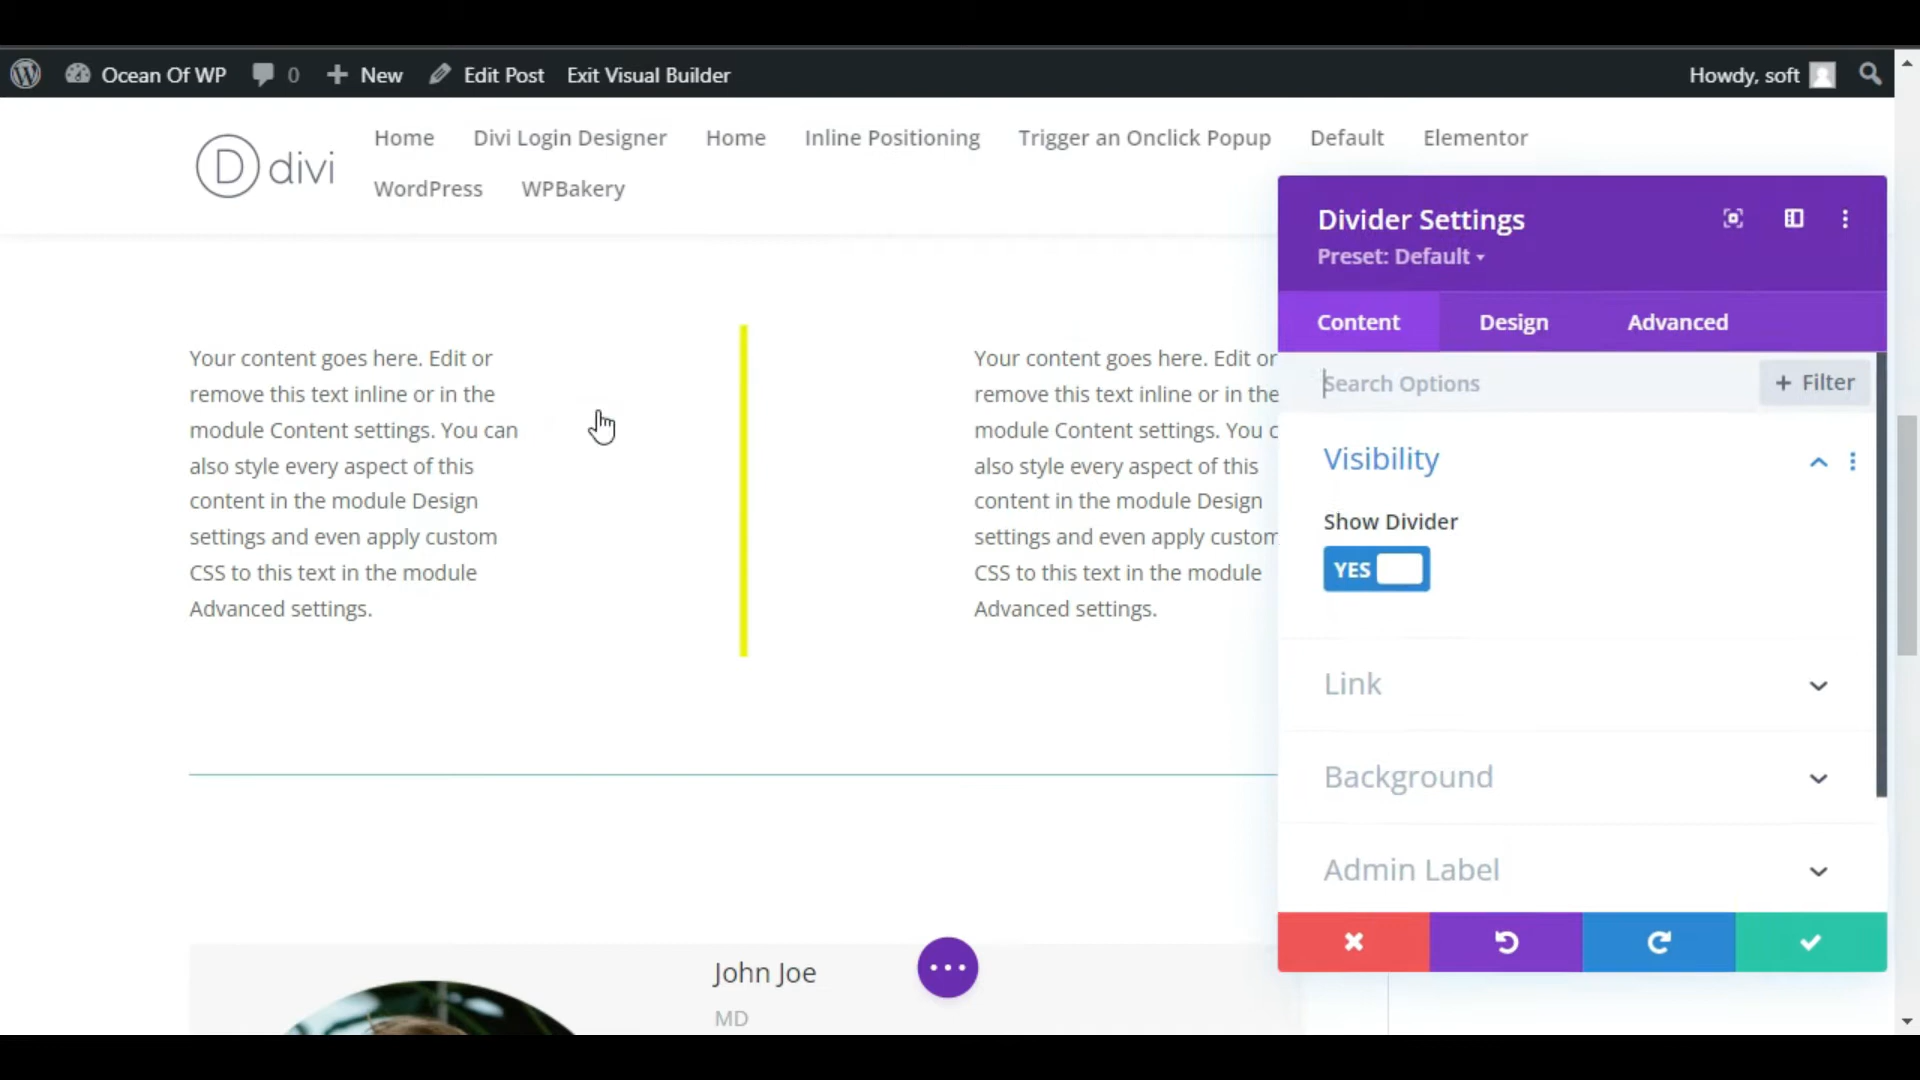 Ocean Of WP 0 New Edit Post Exit Visual Builder Howdy, soft
D divi
Home Divi Login Designer Home Inline Positioning Trigger an Onclick Popup Default Elementor
WordPress WPBakery
Your content goes here. Edit or
remove this text inline or in the
module Content settings. You can
also style every aspect of this
content in the module Design
settings and even apply custom
CSS to this text in the module
Advanced settings.
Your content goes here. Edit or
remove this text inline or in the
module Content settings. You c
also style every aspect of this
content in the module Design
settings and even apply custom
CSS to this text in the module
Advanced settings.
John Joe
MD
Divider Settings
Preset: Default
Content Design Advanced
Search Options + Filter
Visibility
Show Divider
YES
Link
Background
Admin Label